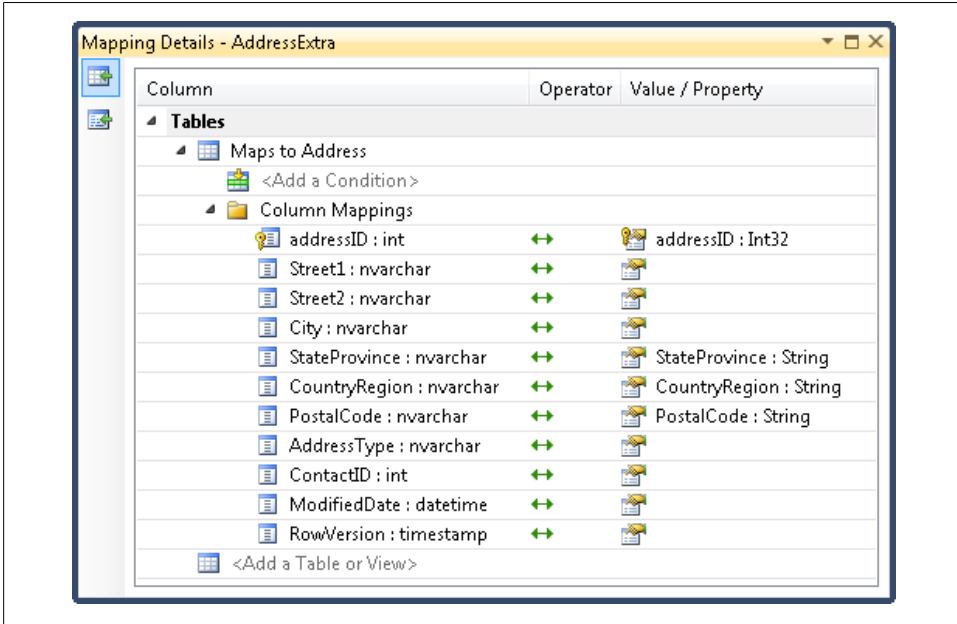 Mapping Details - AddressExtra
Column Operator Value / Property
Tables
Maps to Address
<Add a Condition>
Column Mappings
addressID : int addressID : Int32
Street1 : nvarchar
Street2 : nvarchar
City : nvarchar
StateProvince : nvarchar StateProvince : String
CountryRegion : nvarchar CountryRegion : String
PostalCode : nvarchar PostalCode : String
AddressType : nvarchar
ContactID : int
ModifiedDate : datetime
RowVersion : timestamp
<Add a Table or View>